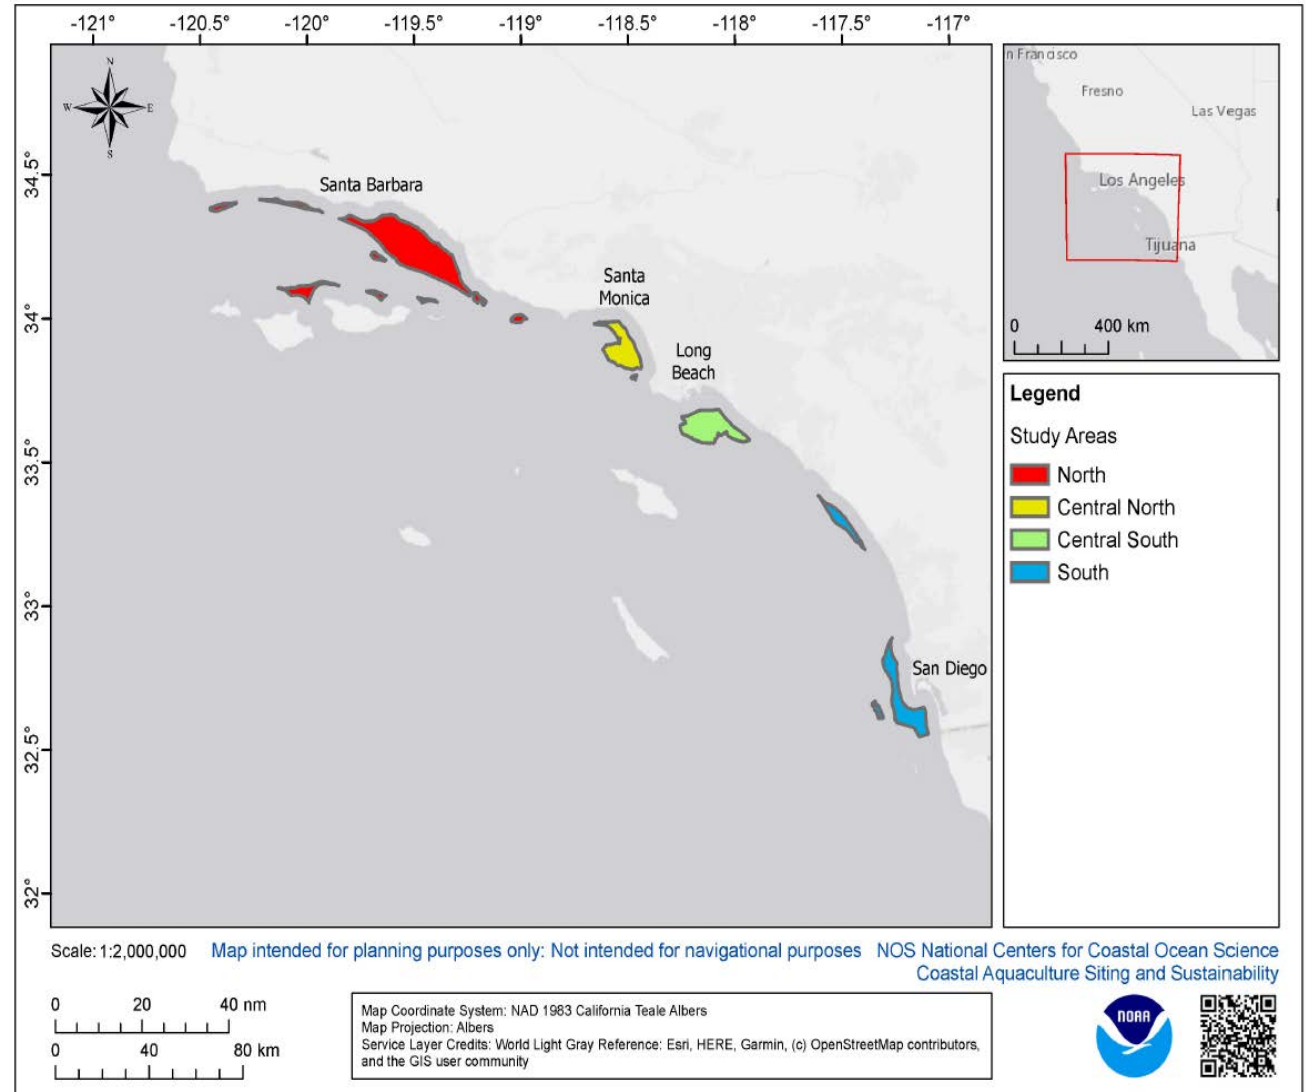 -121° -120.5° -120° -119.5° -119° -118.5° -118° -117.5° -117°
N
W E
S
34.5°
34°
33.5°
33°
32.5°
32°
Santa Barbara
Santa
Monica
Long
Beach
San Diego
n Francisco
Fresno
Las Vegas
Los Angeles
Tijuana
0 400 km
Legend
Study Areas
North
Central North
Central South
South
Scale: 1:2,000,000 Map intended for planning purposes only: Not intended for navigational purposes NOS National Centers for Coastal Ocean Science
Coastal Aquaculture Siting and Sustainability
0 20 40 nm
0 40 80 km
Map Coordinate System: NAD 1983 California Teale Albers
Map Projection: Albers
Service Layer Credits: World Light Gray Reference: Esri, HERE, Garmin, (c) OpenStreetMap contributors,
and the GIS user community
NOAA